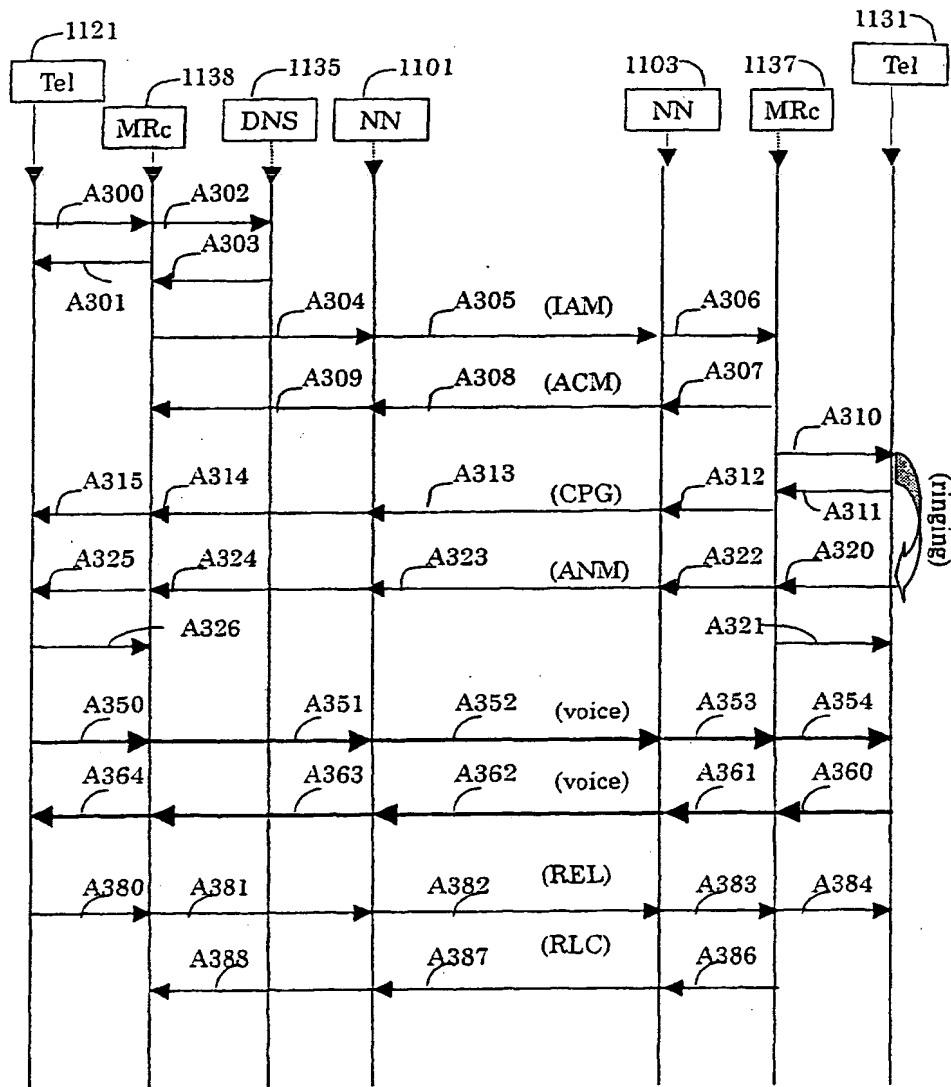 1121 1131
Tel 1138 1135 1101 1103 1137 Tel
MRc DNS NN NN MRc
A300 A302
A303
A301 A304 A305 (IAM) A306
A309 A308 (ACM) A307
A310
A315 A314 A313 (CPG) A312 A311
(ringing)
A325 A324 A323 (ANM) A322 A320
A326 A321
A350 A351 A352 (voice) A353 A354
A364 A363 A362 (voice) A361 A360
A380 A381 A382 (REL) A383 A384
A388 A387 (RLC) A386